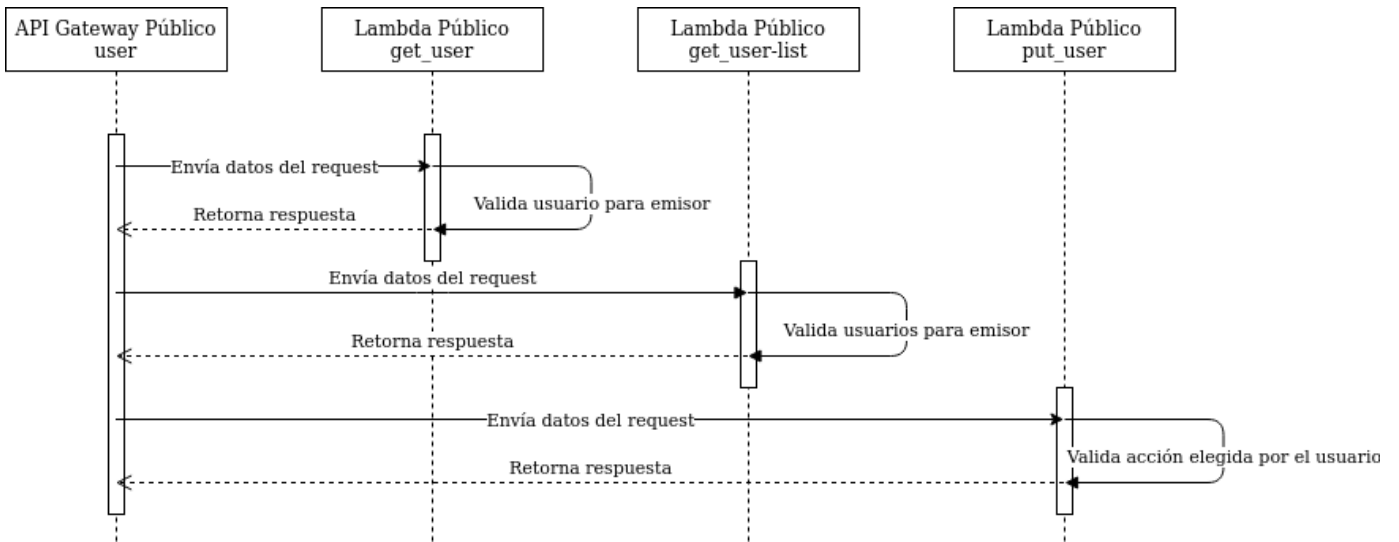 API Gateway Público
user
Lambda Público
get_user
Lambda Público
get_user-list
Lambda Público
put_user
Envía datos del request
Valida usuario para emisor
Retorna respuesta
Envía datos del request
Valida usuarios para emisor
Retorna respuesta
Envía datos del request
Valida acción elegida por el usuario
Retorna respuesta